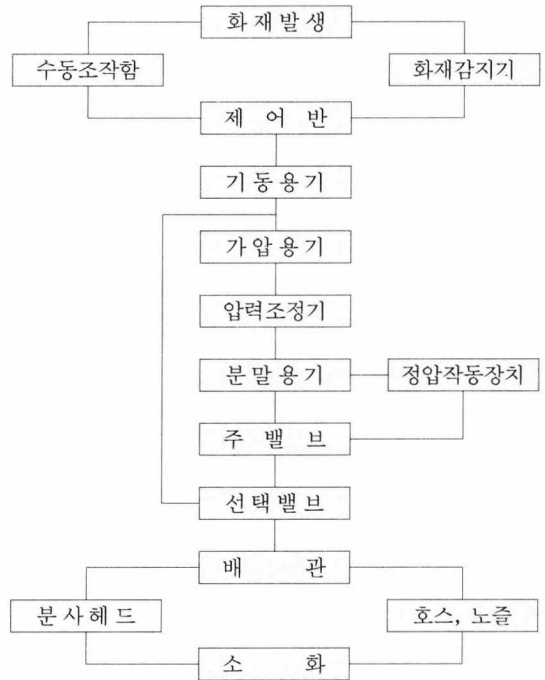 화재발생
수동조작함 화재감지기
제어반
기동용기
가압용기
압력조정기
분말용기 정압작동장치
주밸브
선택밸브
배관
분사헤드 호스, 노즐
소화